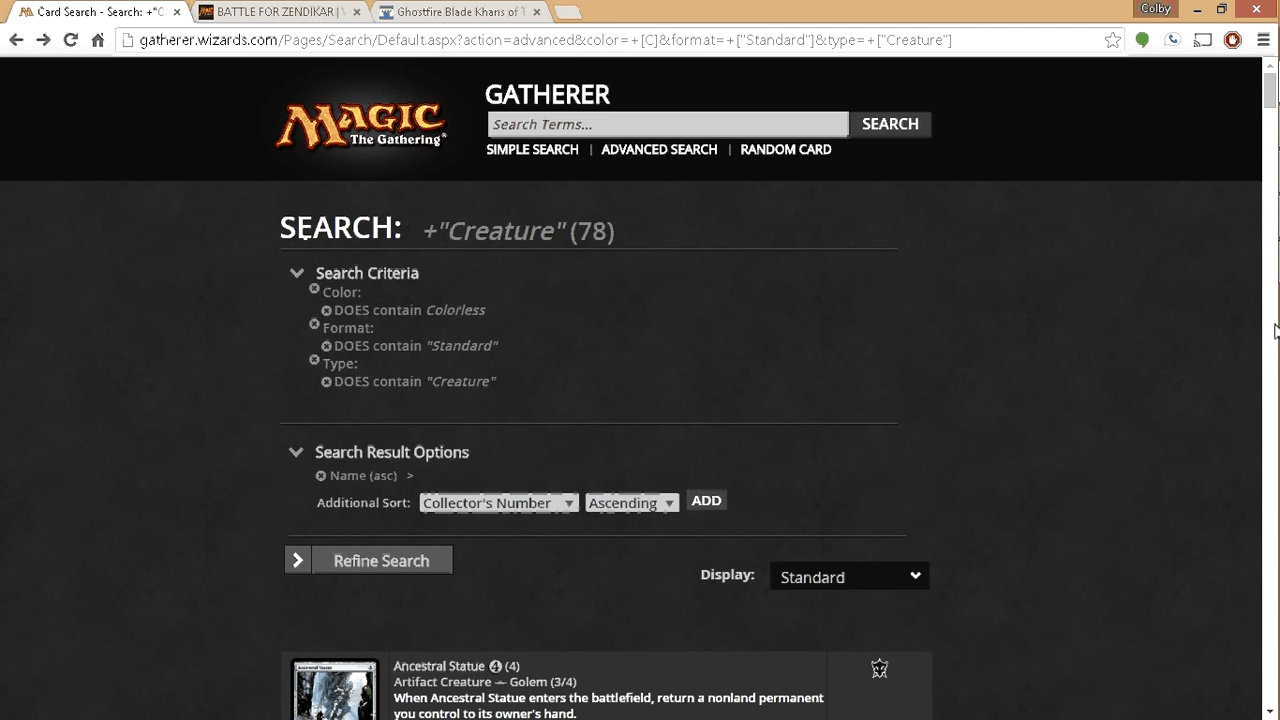 Card Search - Search: +"C
BATTLE FOR ZENDIKAR |
Ghostfire Blade (Khans of T
Colby
gatherer.wizards.com/Pages/Search/Default.aspx?action=advanced&color=+[C]&format=+["Standard"]&type=+["Creature"]
MAGIC
The Gathering®
GATHERER
Search Terms...
SEARCH
SIMPLE SEARCH | ADVANCED SEARCH | RANDOM CARD
SEARCH: +"Creature" (78)
Search Criteria
Color:
DOES contain Colorless
Format:
DOES contain "Standard"
Type:
DOES contain "Creature"
Search Result Options
Name (asc) >
Additional Sort: Collector's Number Ascending ADD
Refine Search
Display: Standard
Ancestral Statue 4 (4)
Artifact Creature — Golem (3/4)
When Ancestral Statue enters the battlefield, return a nonland permanent
you control to its owner's hand.
Ancestral Statue